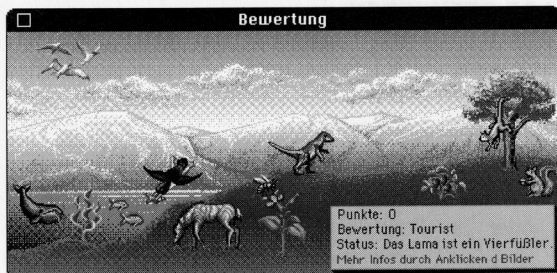 Bewertung
Punkte: 0
Bewertung: Tourist
Status: Das Lama ist ein Vierfüßler.
Mehr Infos durch Anklicken d Bilder